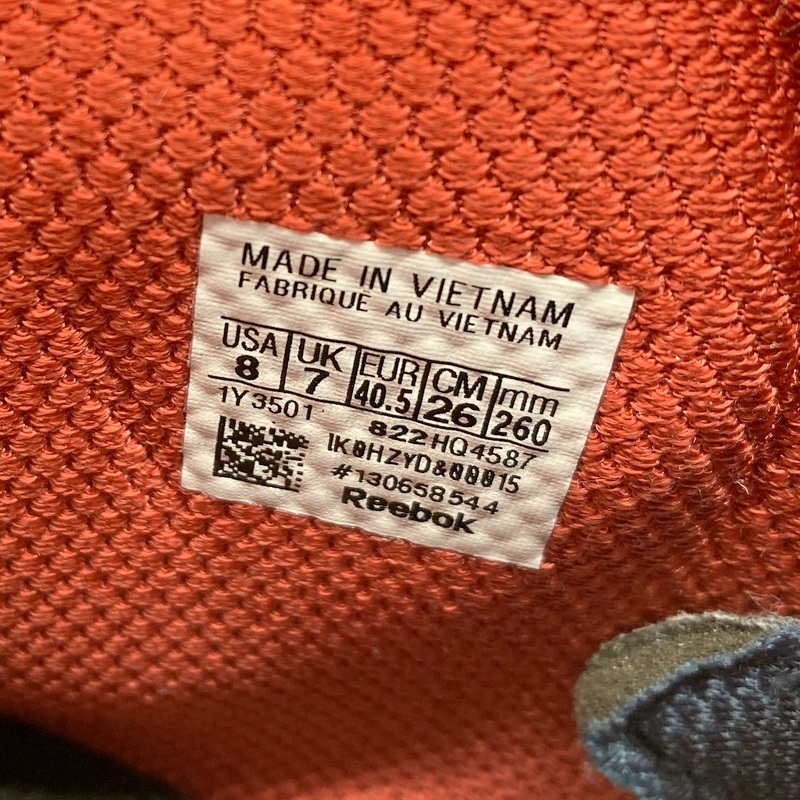 MADE IN VIETNAM
FABRIQUE AU VIETNAM
USA UK EUR CM mm
8 7 40.5 26 260
1Y3501 822HQ4587
IK0HZYD&00015
#130658544
Reebok